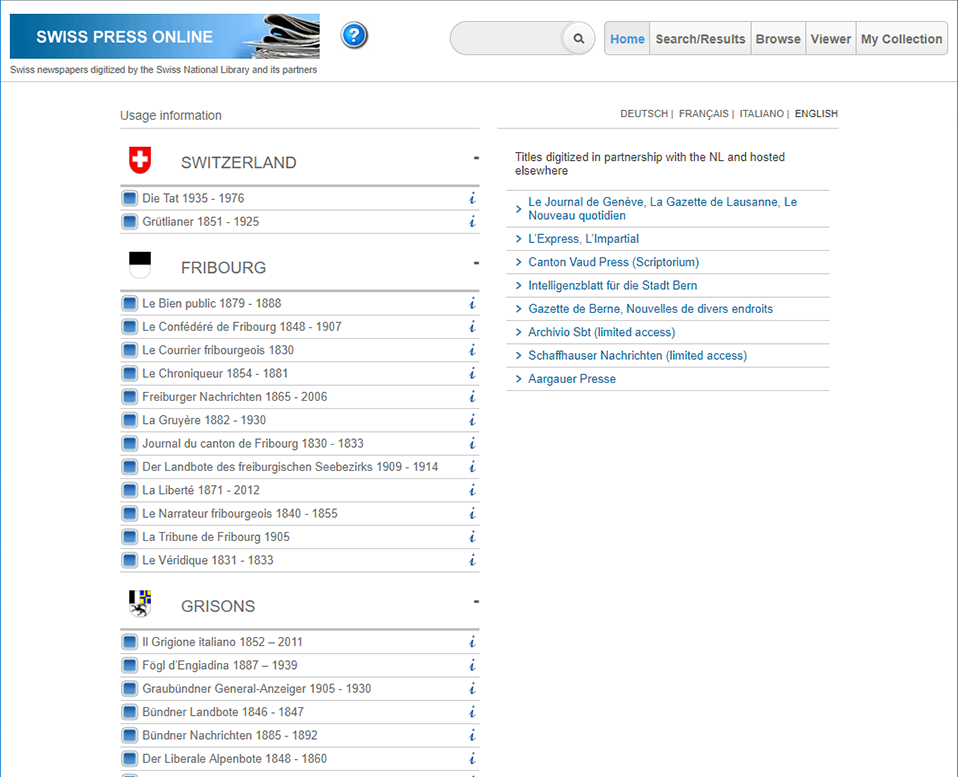 SWISS PRESS ONLINE
?
Swiss newspapers digitized by the Swiss National Library and its partners
Home
Search/Results
Browse
Viewer
My Collection
Usage information
SWITZERLAND
-
Die Tat 1935 - 1976
i
Grütlianer 1851 - 1925
i
FRIBOURG
-
Le Bien public 1879 - 1888
i
Le Confédéré de Fribourg 1848 - 1907
i
Le Courrier fribourgeois 1830
i
Le Chroniqueur 1854 - 1881
i
Freiburger Nachrichten 1865 - 2006
i
La Gruyère 1882 - 1930
i
Journal du canton de Fribourg 1830 - 1833
i
Der Landbote des freiburgischen Seebezirks 1909 - 1914
i
La Liberté 1871 - 2012
i
Le Narrateur fribourgeois 1840 - 1855
i
La Tribune de Fribourg 1905
i
Le Véridique 1831 - 1833
i
GRISONS
-
Il Grigione italiano 1852 – 2011
i
Fögl d'Engiadina 1887 – 1939
i
Graubündner General-Anzeiger 1905 - 1930
i
Bündner Landbote 1846 - 1847
i
Bündner Nachrichten 1885 - 1892
i
Der Liberale Alpenbote 1848 - 1860
i
DEUTSCH | FRANÇAIS | ITALIANO | ENGLISH
Titles digitized in partnership with the NL and hosted
elsewhere
Le Journal de Genève, La Gazette de Lausanne, Le
Nouveau quotidien
L'Express, L'Impartial
Canton Vaud Press (Scriptorium)
Intelligenzblatt für die Stadt Bern
Gazette de Berne, Nouvelles de divers endroits
Archivio Sbt (limited access)
Schaffhauser Nachrichten (limited access)
Aargauer Presse